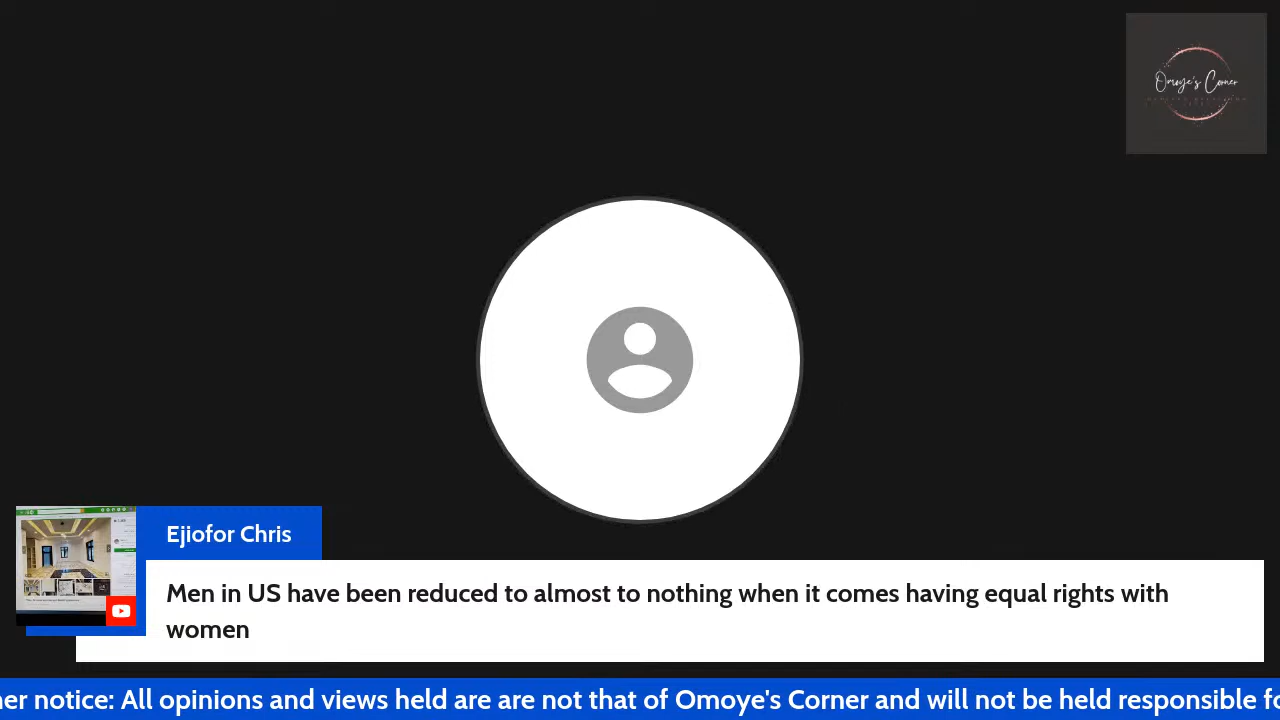 Omoye's Corner
Ejiofor Chris
Men in US have been reduced to almost to nothing when it comes having equal rights with
women
er notice: All opinions and views held are are not that of Omoye's Corner and will not be held responsible fo